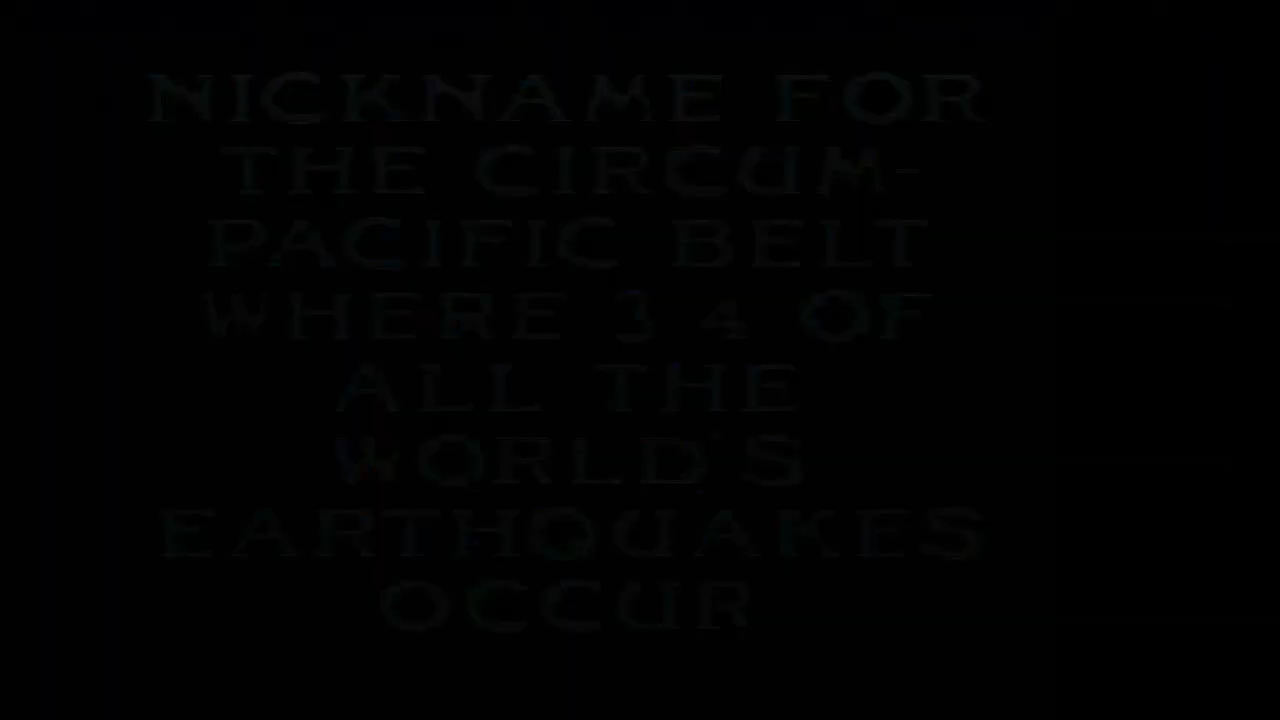 NICKNAME FOR
THE CIRCUM-
PACIFIC BELT
WHERE 3 4 OF
ALL THE
WORLD'S
EARTHQUAKES
OCCUR